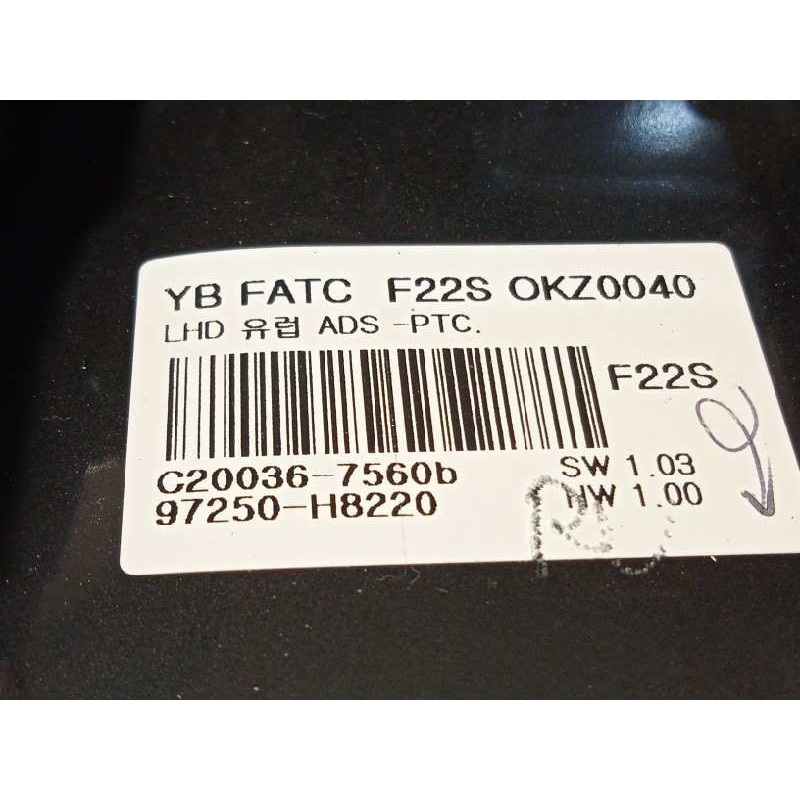 YB FATC F22S OKZ0040
LHD 유럽 ADS -PTC.
F22S
C20036-7560b
SW 1.03
97250-H8220
HW 1.00